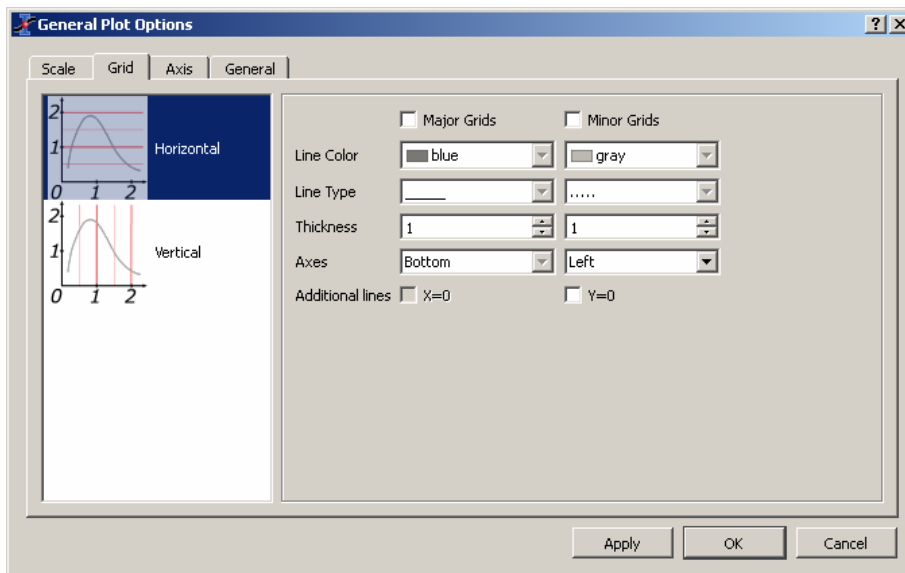 General Plot Options
Scale Grid Axis General
2
1
0 1 2
Horizontal
2
1
0 1 2
Vertical
Major Grids Minor Grids
Line Color blue gray
Line Type _____ .....
Thickness 1 1
Axes Bottom Left
Additional lines X=0 Y=0
Apply OK Cancel